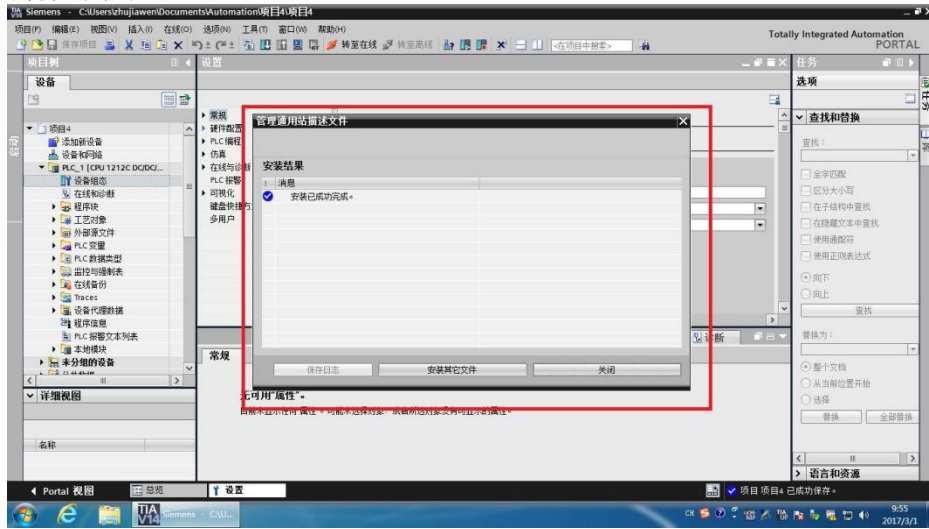 Siemens - C:\Users\zhujiawen\Documents\Automation\项目4\项目4
项目(P) 编辑(E) 视图(V) 插入(I) 在线(O) 选项(N) 工具(T) 窗口(W) 帮助(H)
Totally Integrated Automation
PORTAL
保存项目 转至在线 转至离线 <在项目中搜索>
项目树
设备
项目4
添加新设备
设备和网络
PLC_1 [CPU 1212C DC/DC/...
设备组态
在线和诊断
程序块
工艺对象
外部源文件
PLC 变量
PLC 数据类型
监控与强制表
在线备份
Traces
设备代理数据
程序信息
PLC 报警文本列表
本地模块
未分组的设备
详细视图
名称
设置
常规
硬件配置
PLC 编程
仿真
在线与诊断
PLC 报警
可视化
键盘快捷方
多用户
管理通用站描述文件
安装结果
! 消息
安装已成功完成。
保存日志 安装其它文件 关闭
诊断
常规
无可用“属性”。
任务
选项
查找和替换
查找：
全字匹配
区分大小写
在子结构中查找
在隐藏文本中查找
使用通配符
使用正则表达式
向下
向上
查找
替换为：
整个文档
从当前位置开始
选择
替换 全部替换
语言和资源
任务
Portal 视图 总览 设置
项目 项目4 已成功保存。
TIA V14 Siemens - C:\U...
CH
9:55
2017/3/1